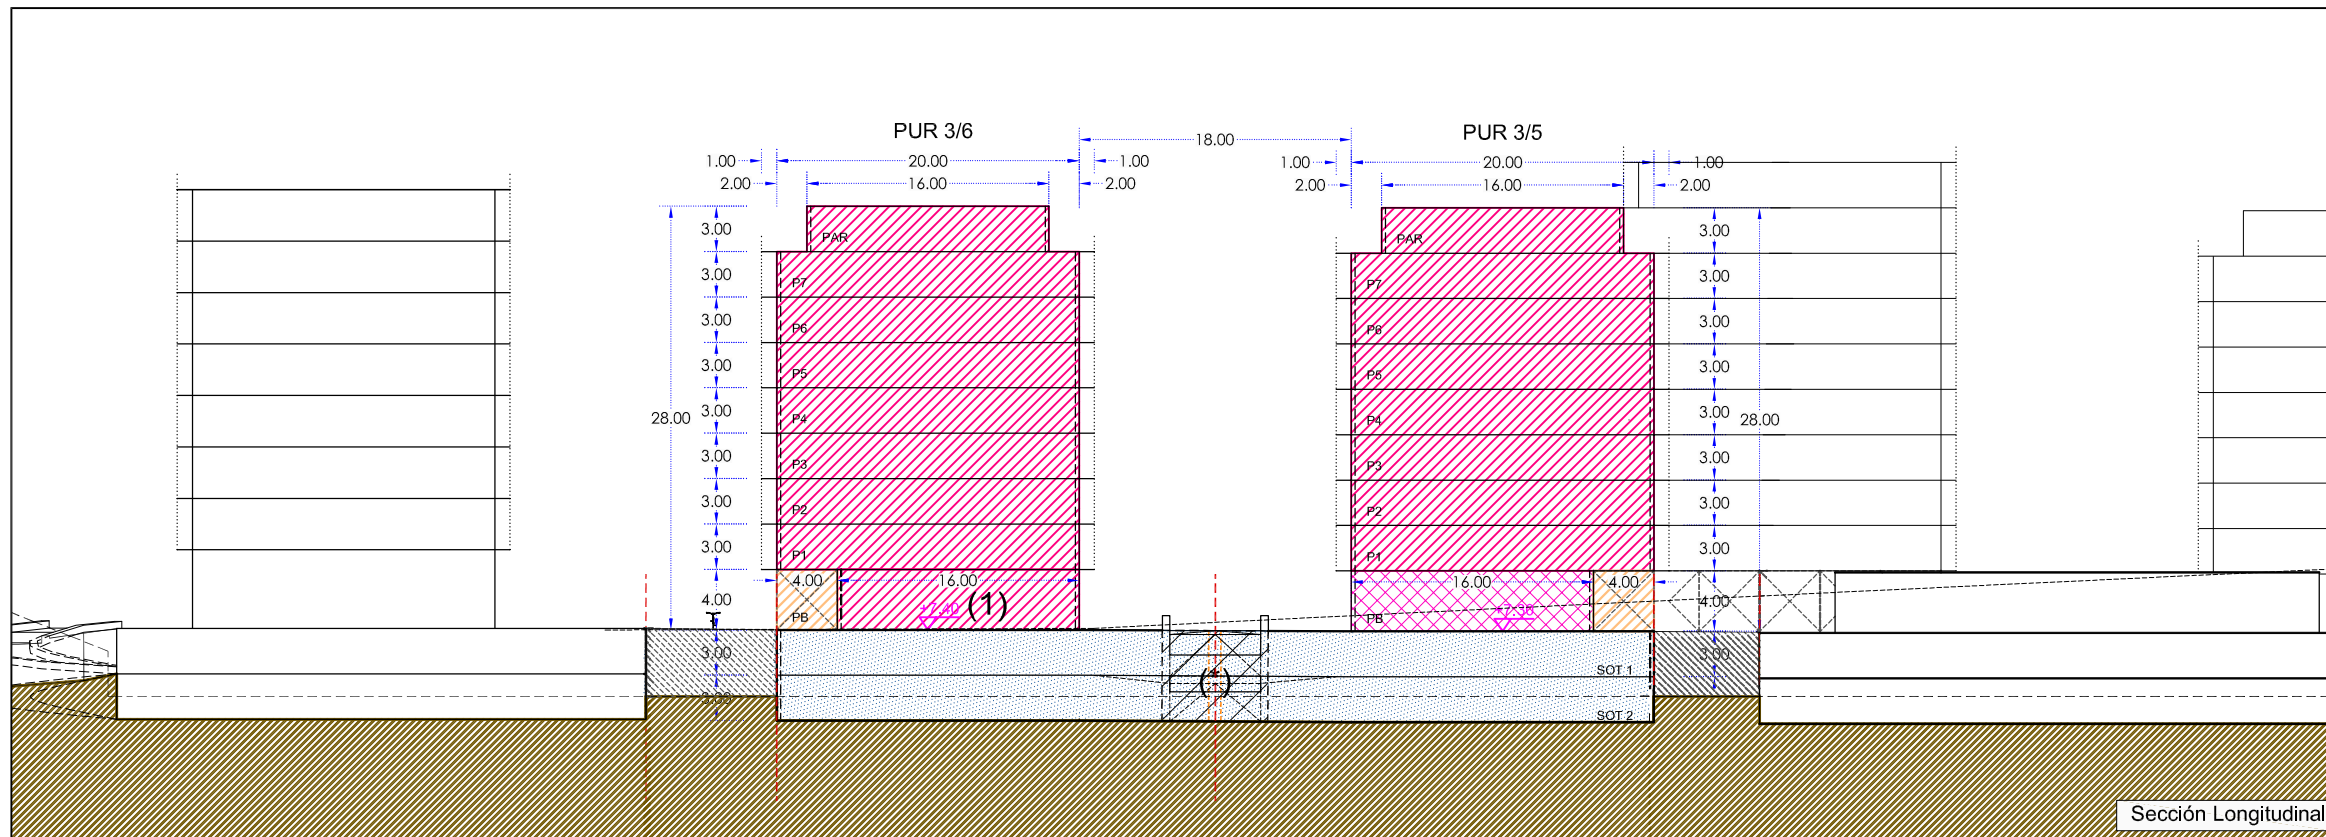 PUR 3/6
18.00
PUR 3/5
1.00 20.00 1.00
1.00 20.00 1.00
2.00 16.00 2.00
2.00 16.00 2.00
3.00 PAR
PAR 3.00
3.00 P7
P7 3.00
3.00 P6
P6 3.00
3.00 P5
P5 3.00
28.00 3.00 P4
P4 3.00 28.00
3.00 P3
P3 3.00
3.00 P2
P2 3.00
3.00 P1
P1 3.00
4.00 16.00
16.00 4.00
4.00 PB +7.40 (1)
PB +7.30 4.00
3.00
SOT 1 3.00
3.00 (*)
SOT 2
Sección Longitudinal